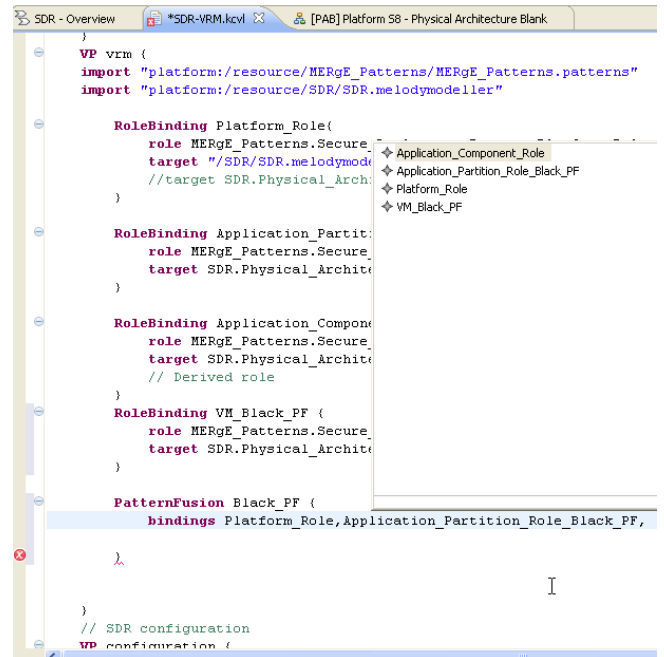 SDR - Overview
*SDR-VRM.kcvl
[PAB] Platform S8 - Physical Architecture Blank
}
VP vrm {
import "platform:/resource/MERgE_Patterns/MERgE_Patterns.patterns"
import "platform:/resource/SDR/SDR.melodymodeller"
RoleBinding Platform_Role{
role MERgE_Patterns.Secure_
target "/SDR/SDR.melodymode
//target SDR.Physical_Arch
}
RoleBinding Application_Partit
role MERgE_Patterns.Secure_
target SDR.Physical_Archite
}
RoleBinding Application_Compone
role MERgE_Patterns.Secure_
target SDR.Physical_Archite
// Derived role
}
RoleBinding VM_Black_PF {
role MERgE_Patterns.Secure_
target SDR.Physical_Archite
}
PatternFusion Black_PF {
bindings Platform_Role,Application_Partition_Role_Black_PF,
}
}
// SDR configuration
VP configuration {
Application_Component_Role
Application_Partition_Role_Black_PF
Platform_Role
VM_Black_PF